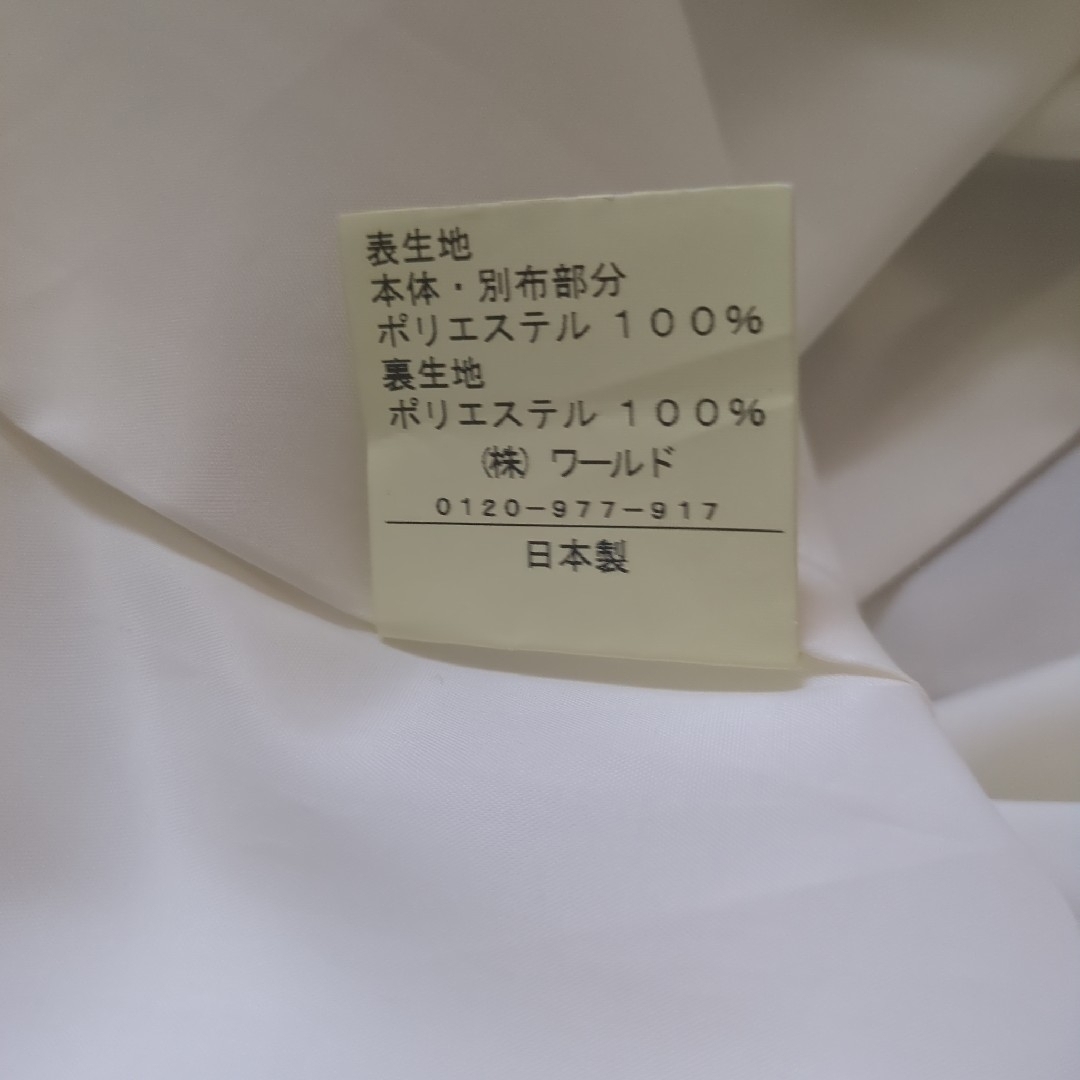 表生地
本体・別布部分
ポリエステル １００％
裏生地
ポリエステル １００％
㈱ ワールド
０１２０－９７７－９１７
日本製